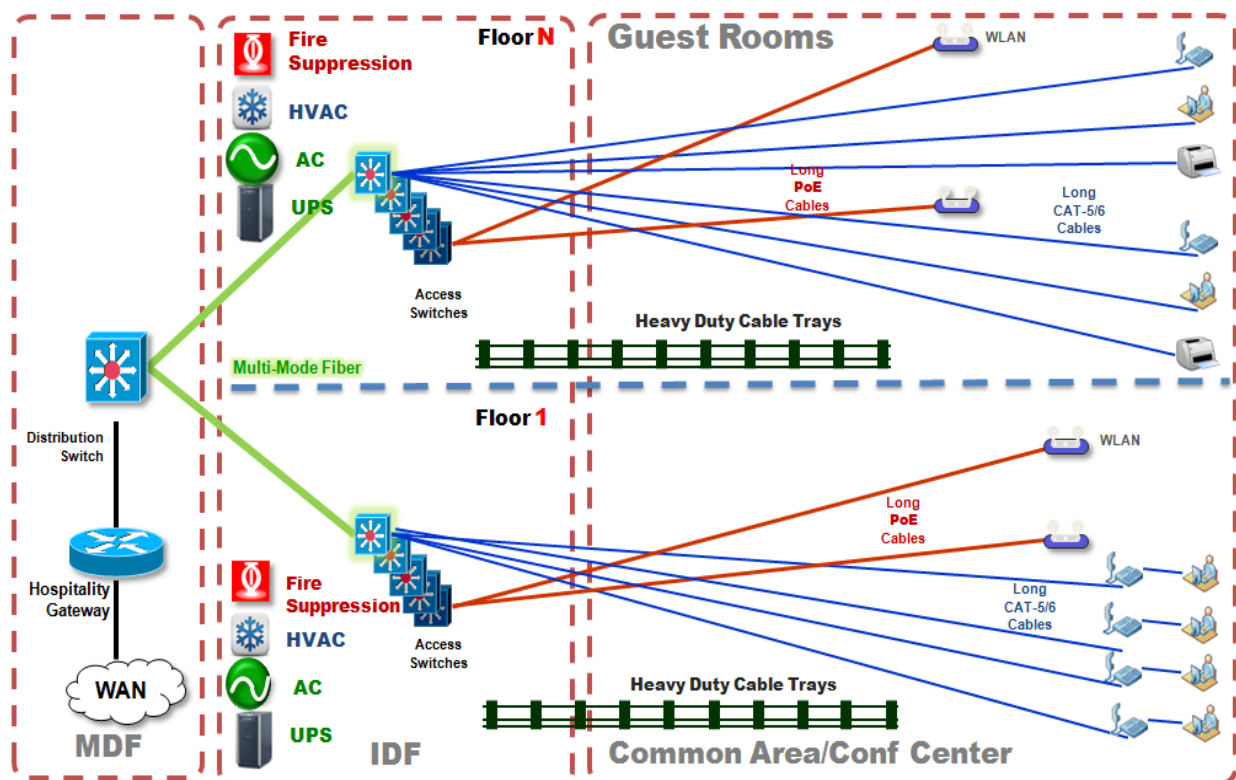 Floor N
Guest Rooms
Fire
Suppression
HVAC
AC
UPS
WLAN
Long
PoE
Cables
Long
CAT-5/6
Cables
Access
Switches
Heavy Duty Cable Trays
Multi-Mode Fiber
Floor 1
Distribution
Switch
Hospitality
Gateway
WAN
MDF
WLAN
Long
PoE
Cables
Fire
Suppression
HVAC
AC
UPS
Access
Switches
Long
CAT-5/6
Cables
Heavy Duty Cable Trays
IDF
Common Area/Conf Center